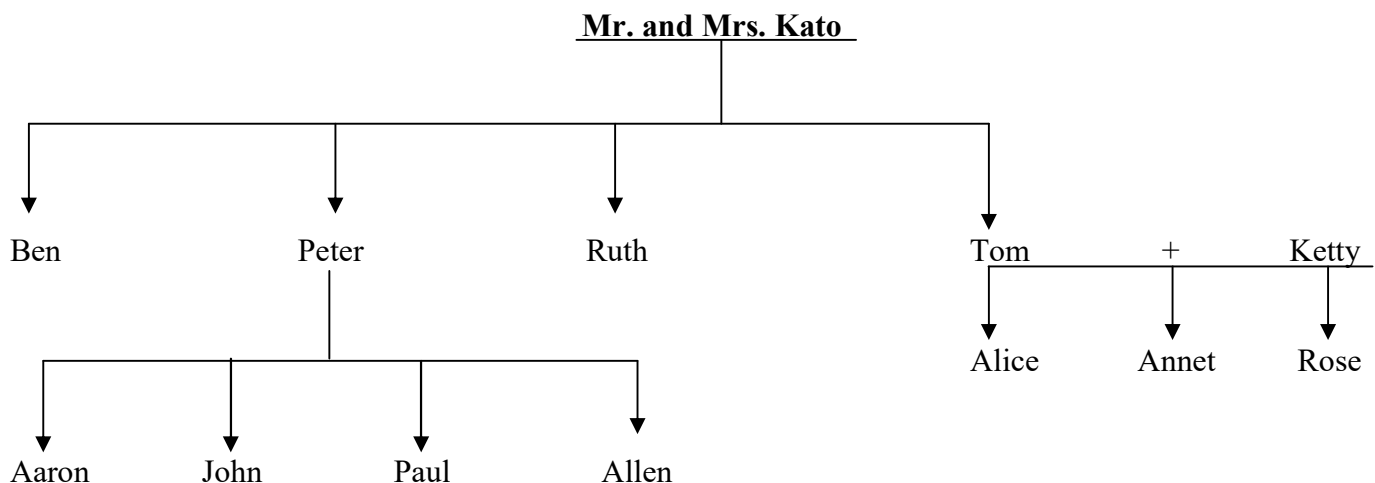 Mr. and Mrs. Kato
Ben Peter Ruth Tom + Ketty
Alice Annet Rose
Aaron John Paul Allen